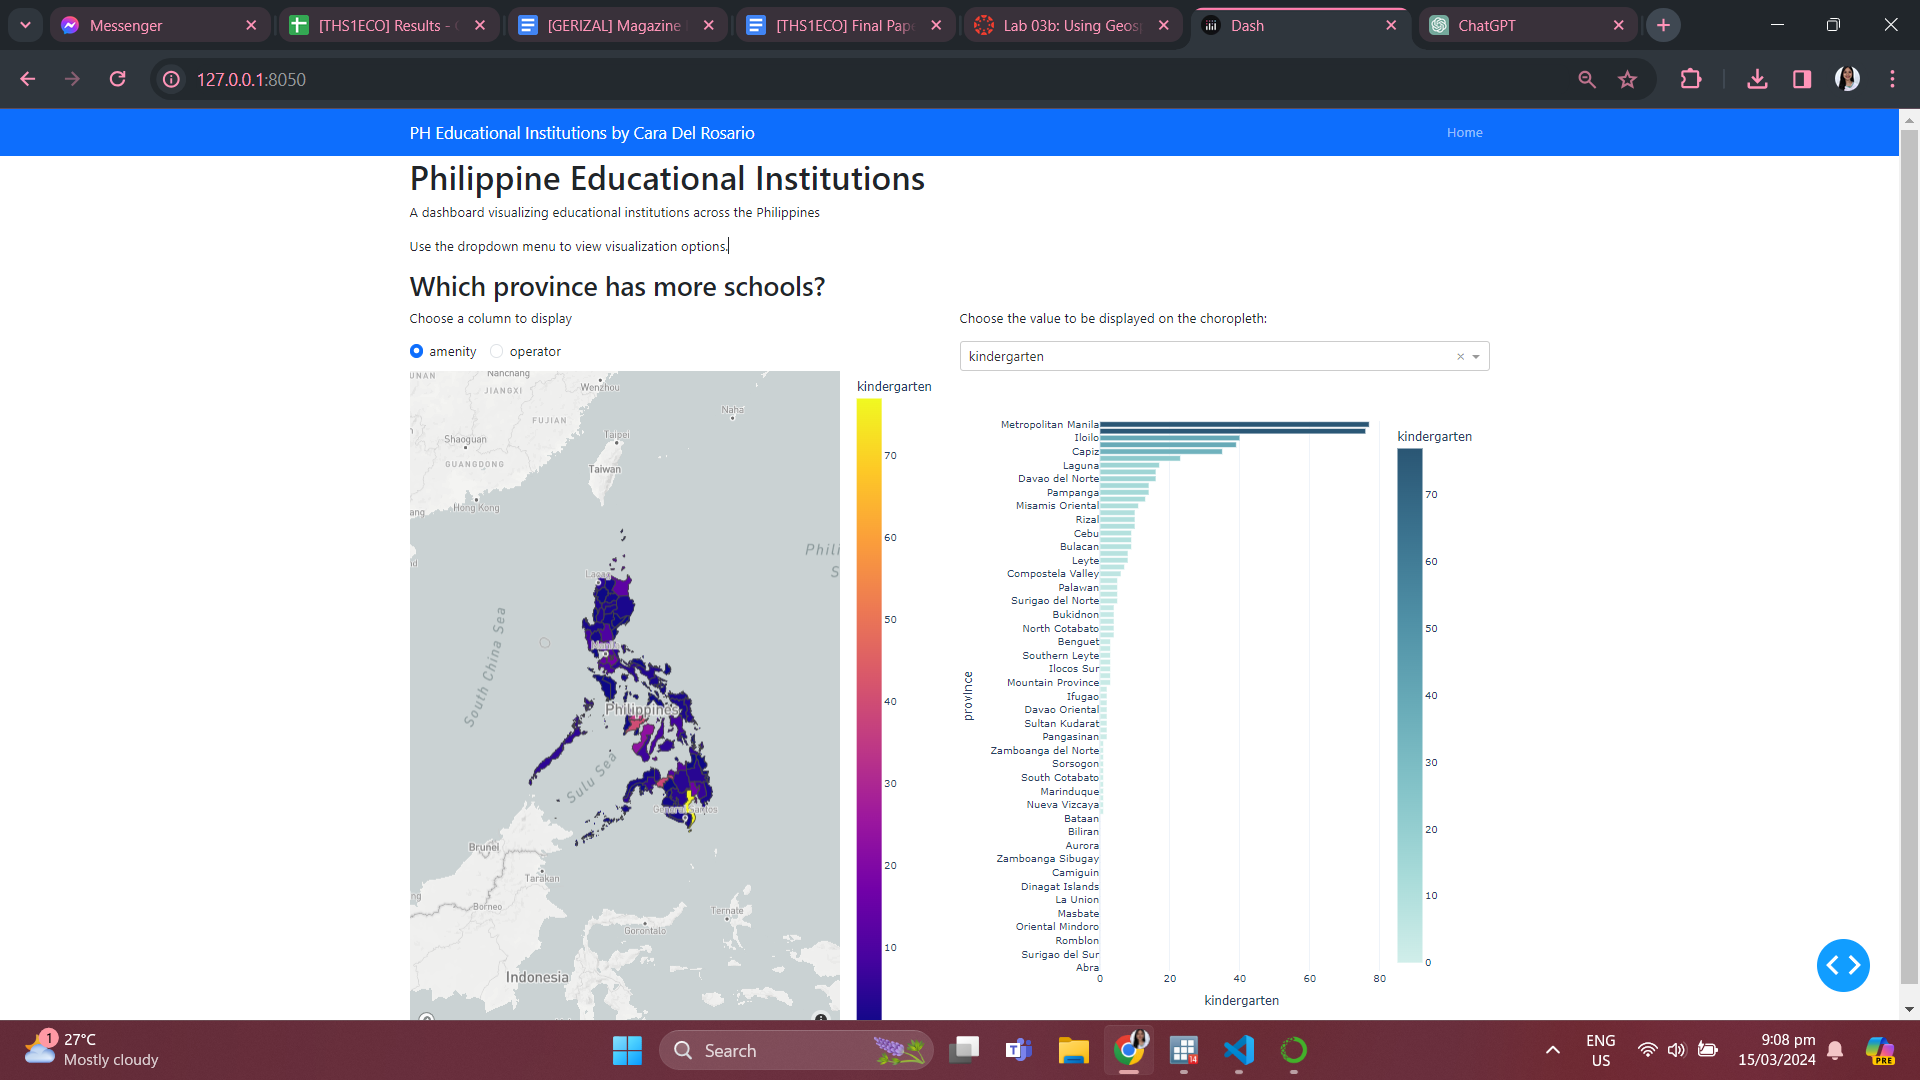 Messenger
[THS1ECO] Results -
[GERIZAL] Magazine
[THS1ECO] Final Pape
Lab 03b: Using Geosp
Dash
ChatGPT
127.0.0.1:8050
PH Educational Institutions by Cara Del Rosario
Home
Philippine Educational Institutions
A dashboard visualizing educational institutions across the Philippines
Use the dropdown menu to view visualization options.
Which province has more schools?
Choose a column to display
Choose the value to be displayed on the choropleth:
amenity
operator
kindergarten
UNAN
Nanchang
JIANGXI
Wenzhou
FUJIAN
Naha
Shaoguan
Taipei
GUANGDONG
Taiwan
Hong Kong
ang
Phili
S
Laoag
South China Sea
Manila
Philippines
Sulu Sea
General Santos
Brunei
Tarakan
Borneo
ng
Ternate
Gorontalo
Indonesia
kindergarten
70
60
50
40
30
20
10
Metropolitan Manila
Iloilo
Capiz
Laguna
Davao del Norte
Pampanga
Misamis Oriental
Rizal
Cebu
Bulacan
Leyte
Compostela Valley
Palawan
Surigao del Norte
Bukidnon
North Cotabato
Benguet
Southern Leyte
Ilocos Sur
Mountain Province
Ifugao
Davao Oriental
Sultan Kudarat
Pangasinan
Zamboanga del Norte
Sorsogon
South Cotabato
Marinduque
Nueva Vizcaya
Bataan
Biliran
Aurora
Zamboanga Sibugay
Camiguin
Dinagat Islands
La Union
Masbate
Oriental Mindoro
Romblon
Surigao del Sur
Abra
province
0 20 40 60 80
kindergarten
kindergarten
70
60
50
40
30
20
10
0
1
27°C
Mostly cloudy
Search
14
ENG
US
9:08 pm
15/03/2024
PRE